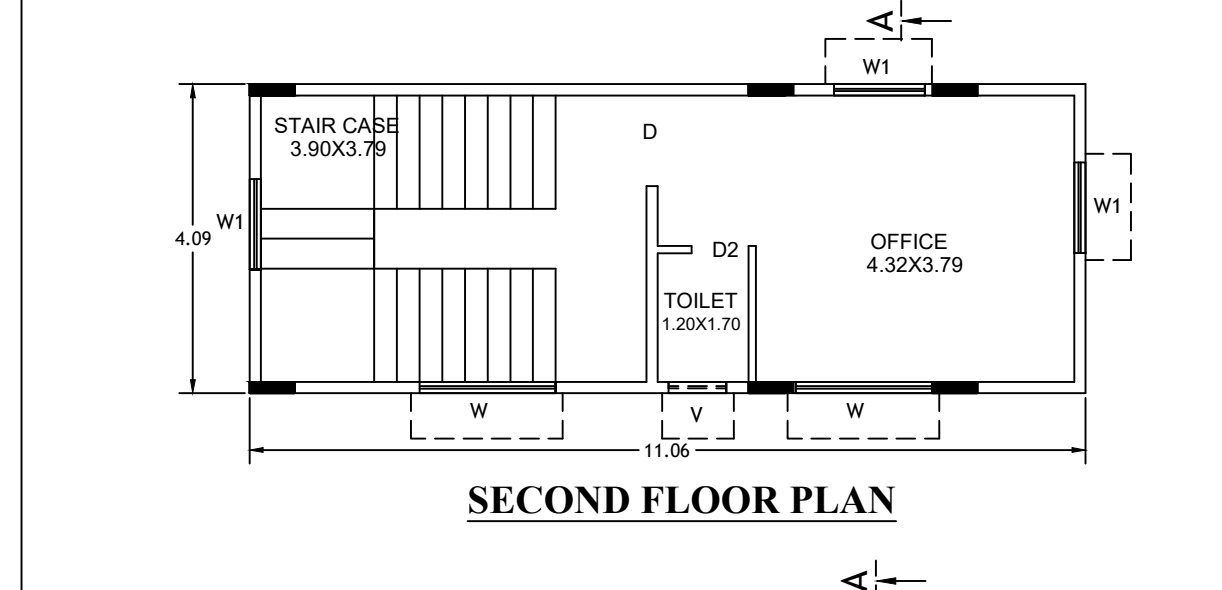 A
W1
STAIR CASE
3.90X3.79
D
W1
4.09
W1
OFFICE
4.32X3.79
D2
TOILET
1.20X1.70
W
V
W
11.06
SECOND FLOOR PLAN
A